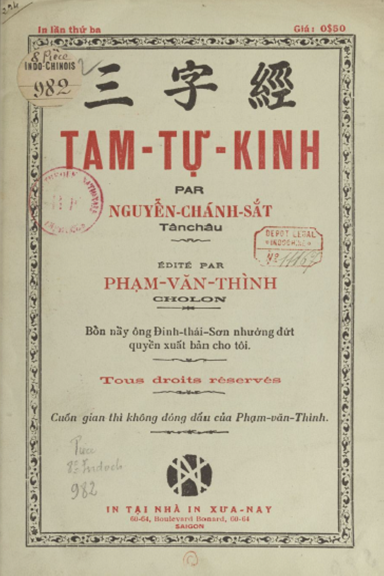 In lần thứ ba
Giá: 0$80
INDO-CHINOIS
982
三字經
TAM-TỰ-KINH
PAR
NGUYỄN-CHÁNH-SẮT
Tânchâu
DEPOT LEGAL
INDOCHINE
ÉDITÉ PAR
PHẠM-VĂN-THÌNH
CHOLON
Bổn nầy ông Đinh-thái-Sơn nhượng đứt
quyền xuất bản cho tôi.
Tous droits réservés
Cuốn gian thì không đóng dấu của Phạm-văn-Thình.
982
IN TẠI NHÀ IN XƯA-NAY
60-64, Boulevard Bonard, 60-64
SAIGON